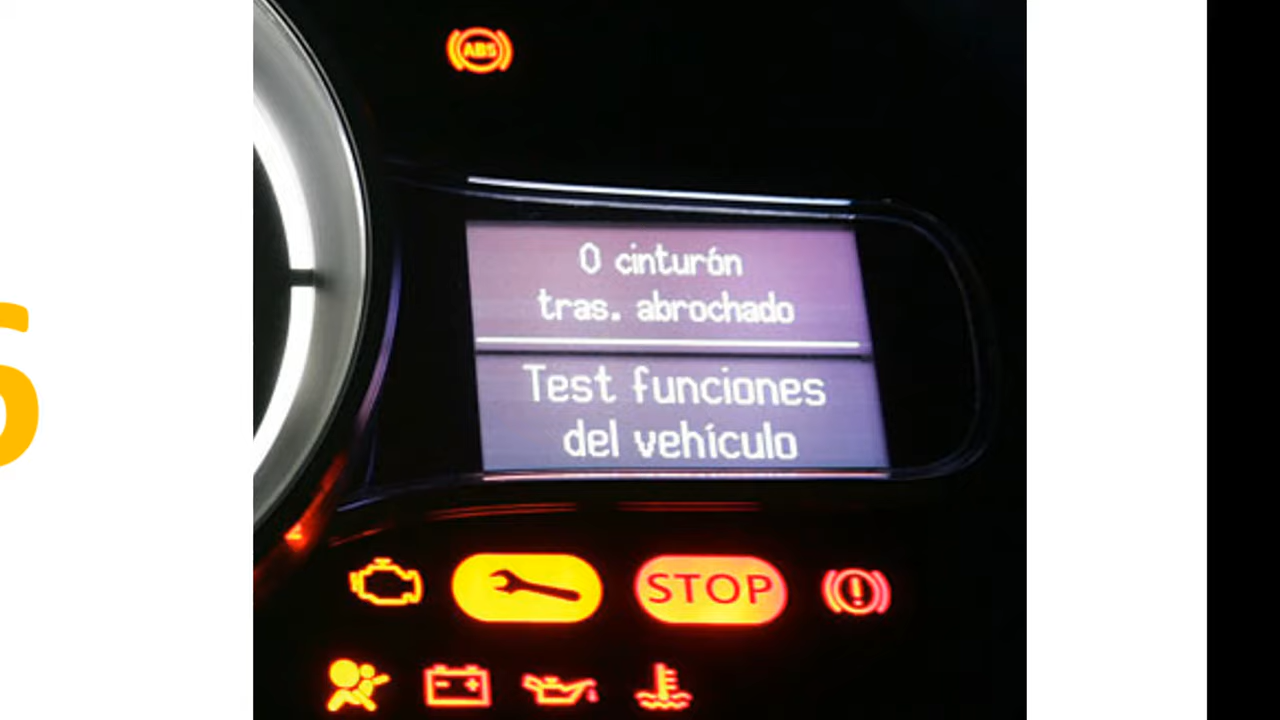 ABS
0 cinturón
tras. abrochado
Test funciones
del vehículo
STOP